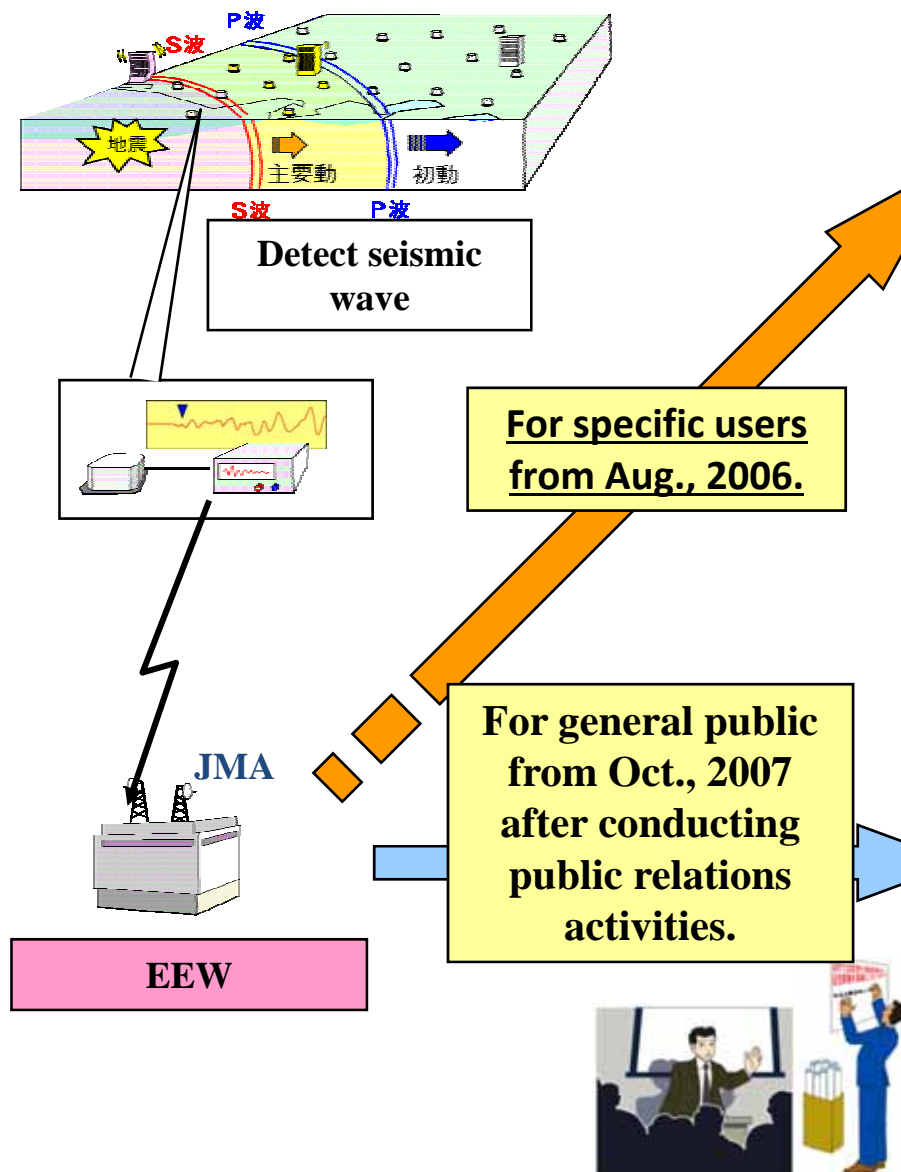 P波
S波
地震
主要動
初動
S波
P波
Detect seismic
wave
For specific users
from Aug., 2006.
JMA
For general public
from Oct., 2007
after conducting
public relations
activities.
EEW